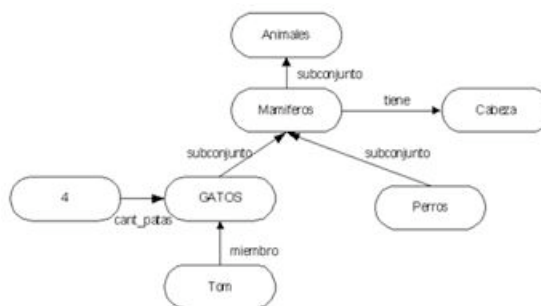 Animales
subconjunto
Mamiferos
tiene
Cabeza
subconjunto
subconjunto
4
cant_patas
GATOS
Perros
miembro
Tom